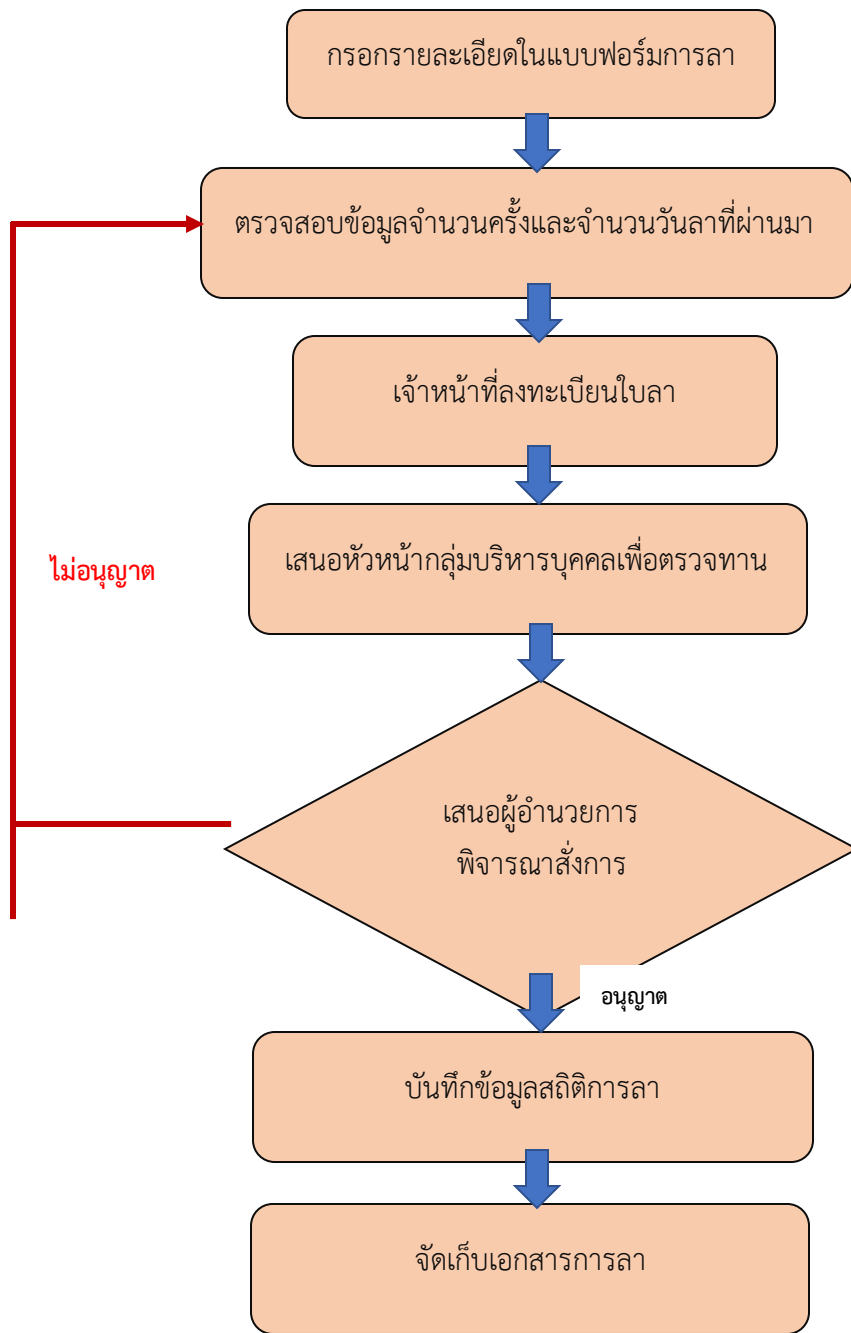 กรอกรายละเอียดในแบบฟอร์มการลา
ตรวจสอบข้อมูลจำนวนครั้งและจำนวนวันลาที่ผ่านมา
เจ้าหน้าที่ลงทะเบียนใบลา
เสนอหัวหน้ากลุ่มบริหารบุคคลเพื่อตรวจทาน
ไม่อนุญาต
เสนอผู้อำนวยการ
พิจารณาสั่งการ
อนุญาต
บันทึกข้อมูลสถิติการลา
จัดเก็บเอกสารการลา